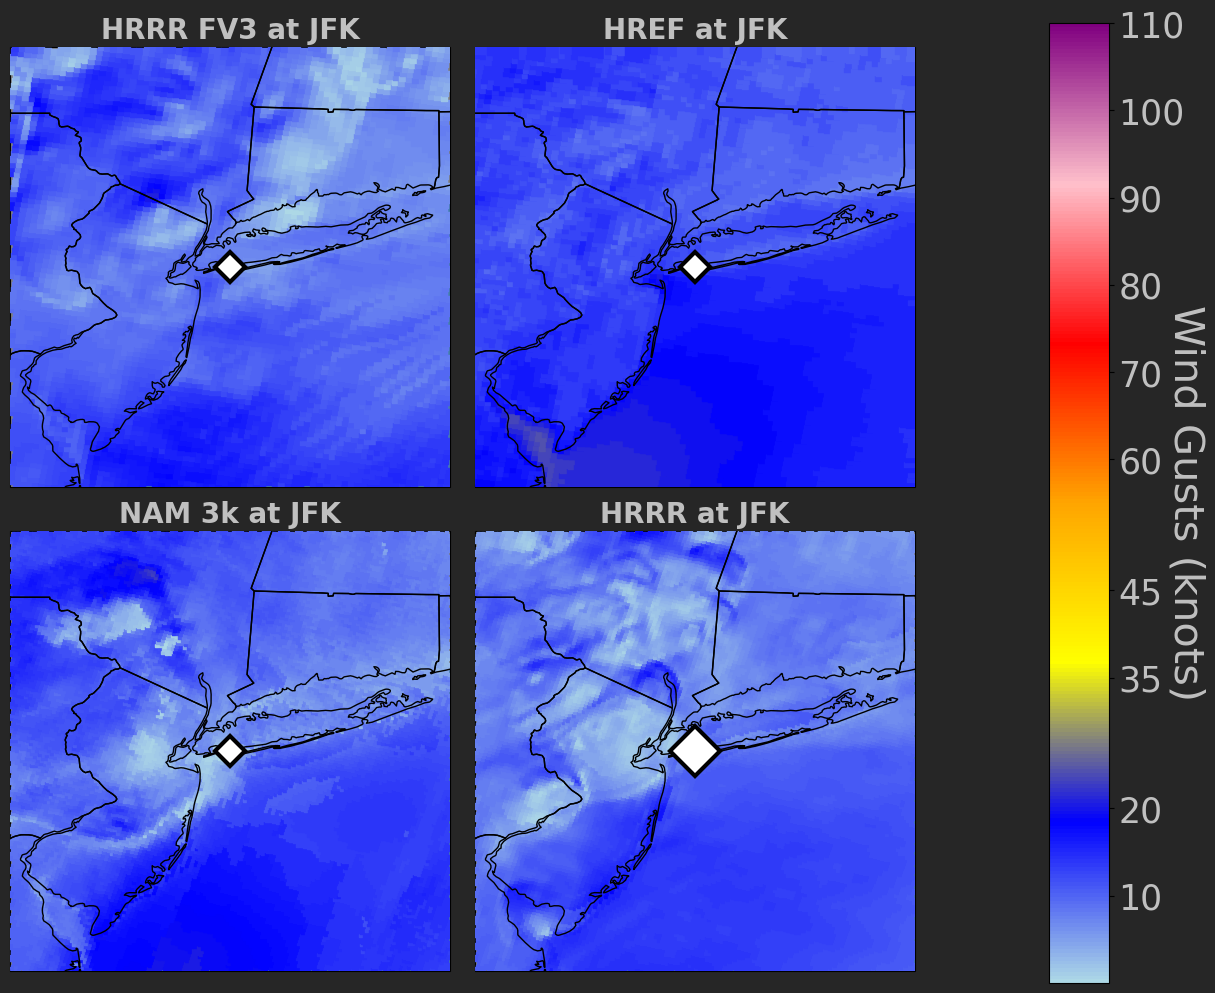 HRRR FV3 at JFK
HREF at JFK
NAM 3k at JFK
HRRR at JFK
110
100
90
80
70
60
45
35
20
10
Wind Gusts (knots)